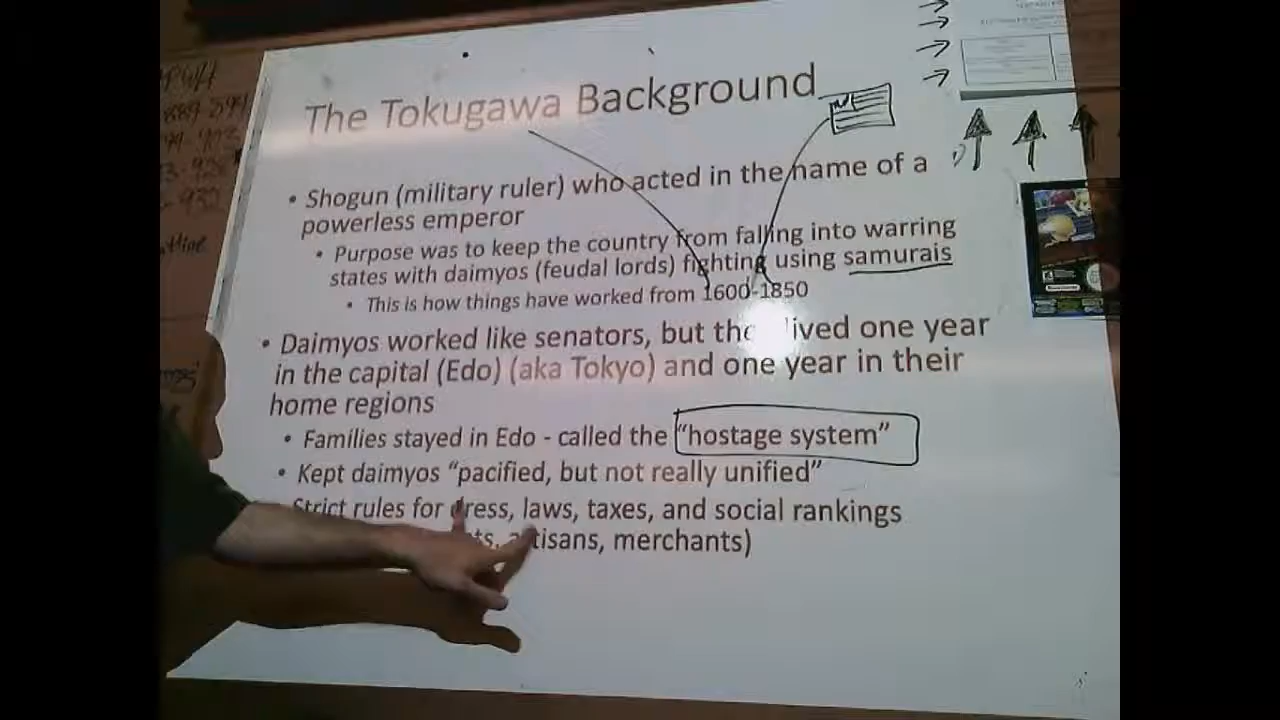 The Tokugawa Background
• Shogun (military ruler) who acted in the name of a
powerless emperor
• Purpose was to keep the country from falling into warring
states with daimyos (feudal lords) fighting using samurais
• This is how things have worked from 1600-1850
• Daimyos worked like senators, but lived one year
in the capital (Edo) (aka Tokyo) and one year in their
home regions
• Families stayed in Edo - called the "hostage system"
• Kept daimyos "pacified, but not really unified"
Strict rules for dress, laws, taxes, and social rankings
artisans, merchants)